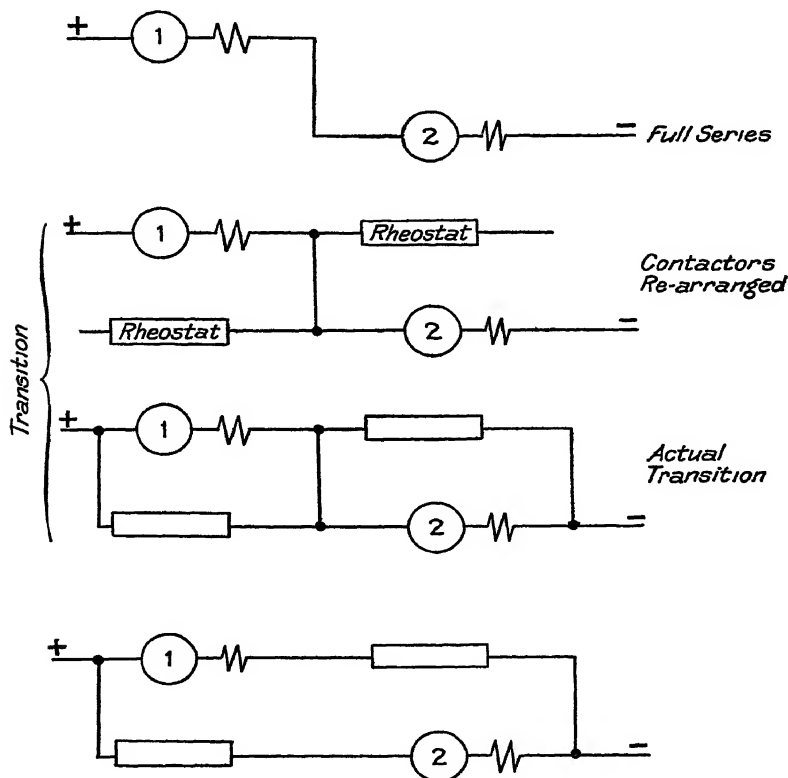 + 1
2 - Full Series
+ 1 Rheostat
Contactors
Re-arranged
Rheostat 2 -
Transition
+ 1
Actual
Transition
2 -
+ 1
2 -